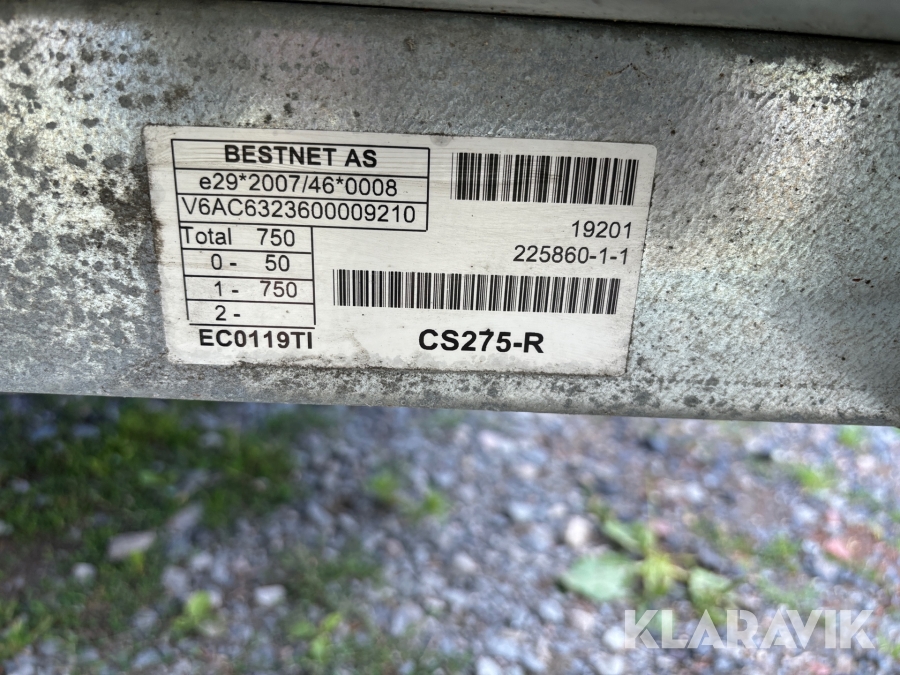 BESTNET AS
e29*2007/46*0008
V6AC6323600009210
Total 750
0 - 50
1 - 750
2 -
EC0119TI
19201
225860-1-1
CS275-R
KLARAVIK